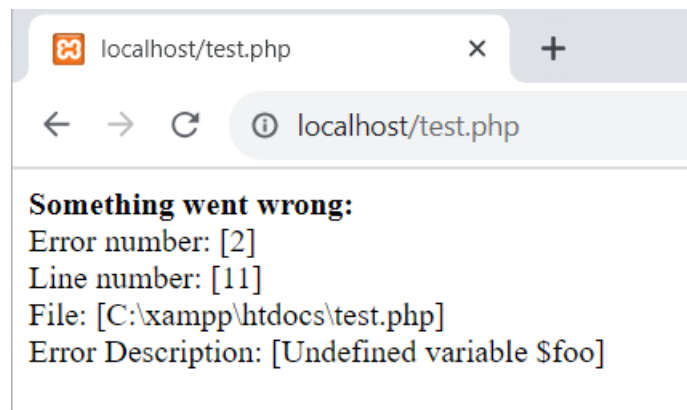 localhost/test.php
localhost/test.php
Something went wrong:
Error number: [2]
Line number: [11]
File: [C:\xampp\htdocs\test.php]
Error Description: [Undefined variable $foo]